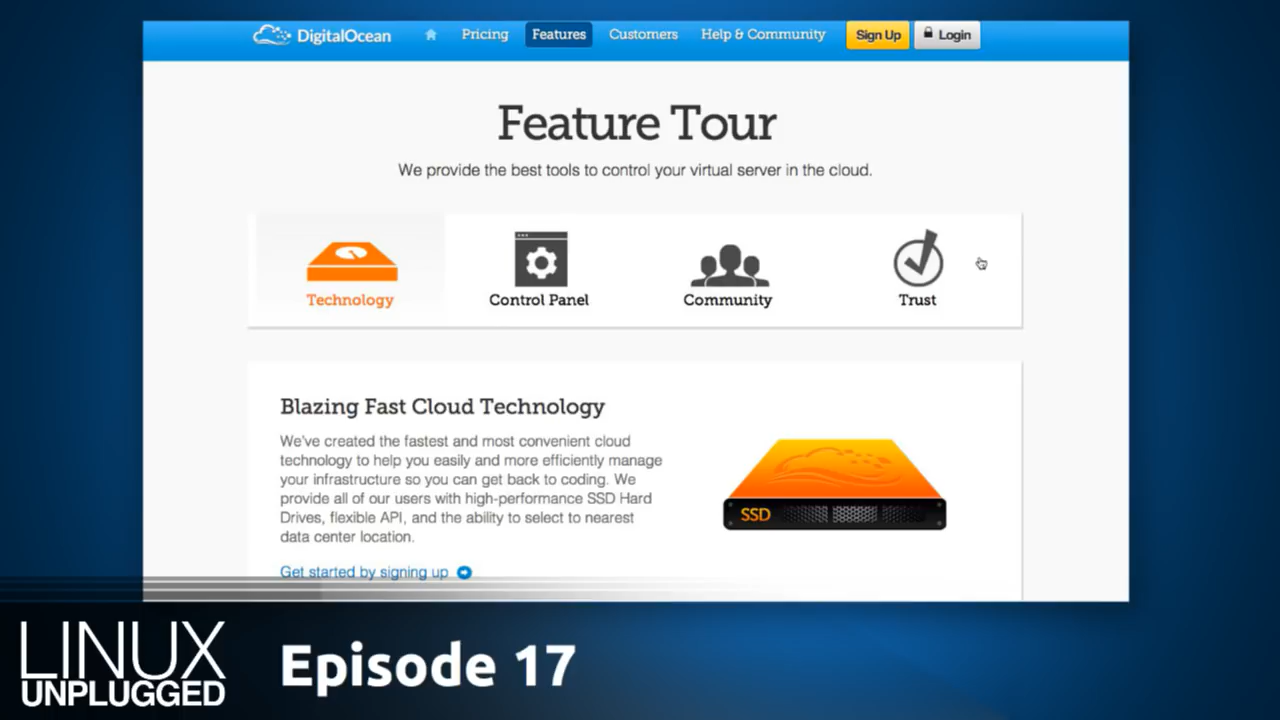 DigitalOcean Pricing Features Customers Help & Community Sign Up Login
Feature Tour
We provide the best tools to control your virtual server in the cloud.
Technology Control Panel Community Trust
Blazing Fast Cloud Technology
We've created the fastest and most convenient cloud
technology to help you easily and more efficiently manage
your infrastructure so you can get back to coding. We
provide all of our users with high-performance SSD Hard
Drives, flexible API, and the ability to select to nearest
data center location.
SSD
Get started by signing up
LINUX
UNPLUGGED
Episode 17